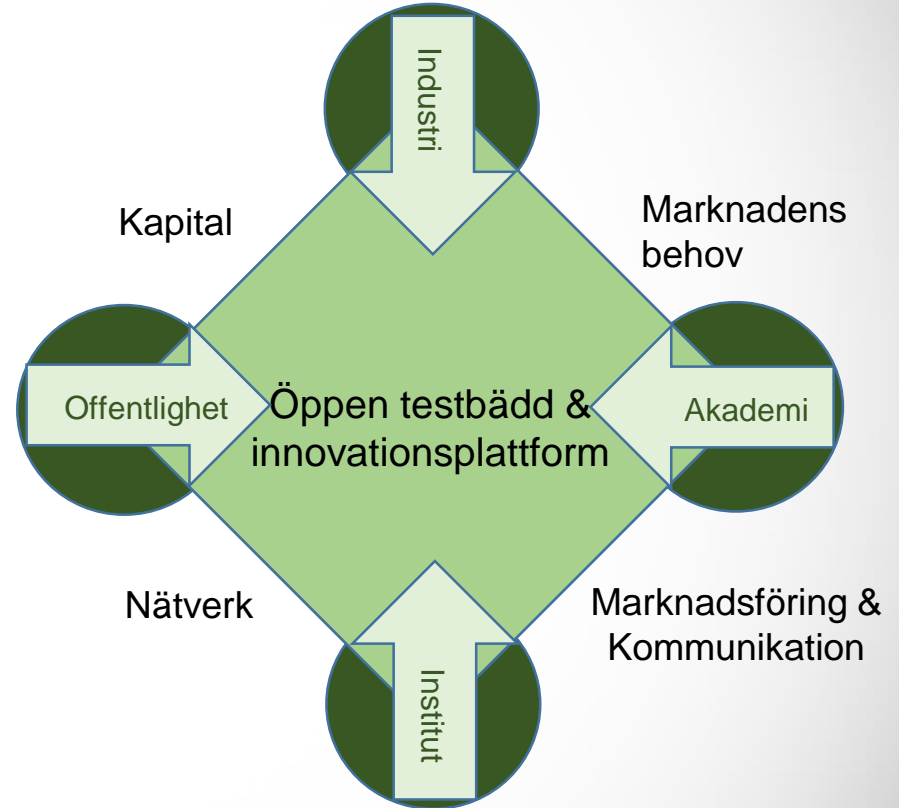 Industri
Kapital
Marknadens
behov
Offentlighet
Öppen testbädd &
innovationsplattform
Akademi
Nätverk
Marknadsföring &
Kommunikation
Institut